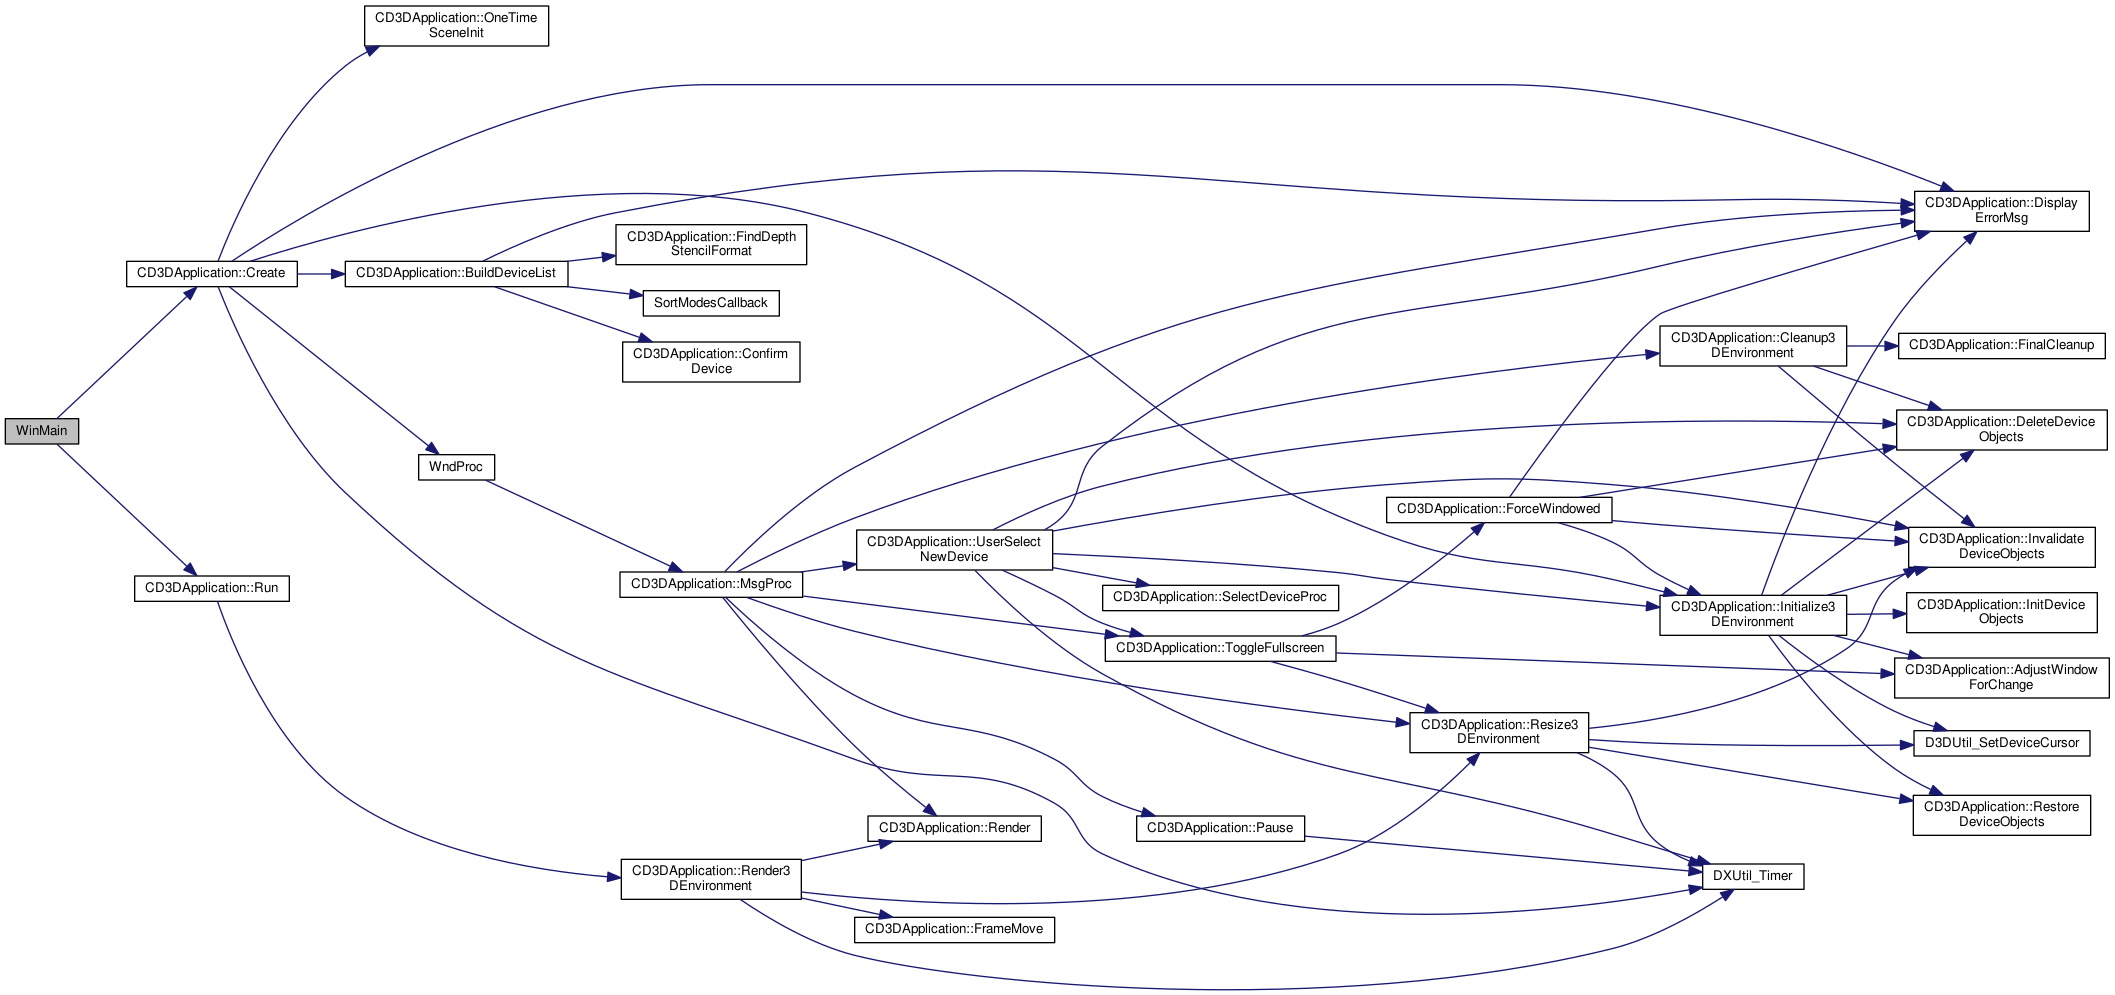 CD3DApplication::OneTime
SceneInit
CD3DApplication::Display
ErrorMsg
CD3DApplication::FindDepth
StencilFormat
CD3DApplication::Create
CD3DApplication::BuildDeviceList
SortModesCallback
CD3DApplication::Confirm
Device
CD3DApplication::Cleanup3
DEnvironment
CD3DApplication::FinalCleanup
WinMain
CD3DApplication::DeleteDevice
Objects
WndProc
CD3DApplication::ForceWindowed
CD3DApplication::UserSelect
NewDevice
CD3DApplication::Invalidate
DeviceObjects
CD3DApplication::Run
CD3DApplication::MsgProc
CD3DApplication::SelectDeviceProc
CD3DApplication::Initialize3
DEnvironment
CD3DApplication::InitDevice
Objects
CD3DApplication::ToggleFullscreen
CD3DApplication::AdjustWindow
ForChange
CD3DApplication::Resize3
DEnvironment
D3DUtil_SetDeviceCursor
CD3DApplication::Restore
DeviceObjects
CD3DApplication::Render
CD3DApplication::Pause
CD3DApplication::Render3
DEnvironment
DXUtil_Timer
CD3DApplication::FrameMove